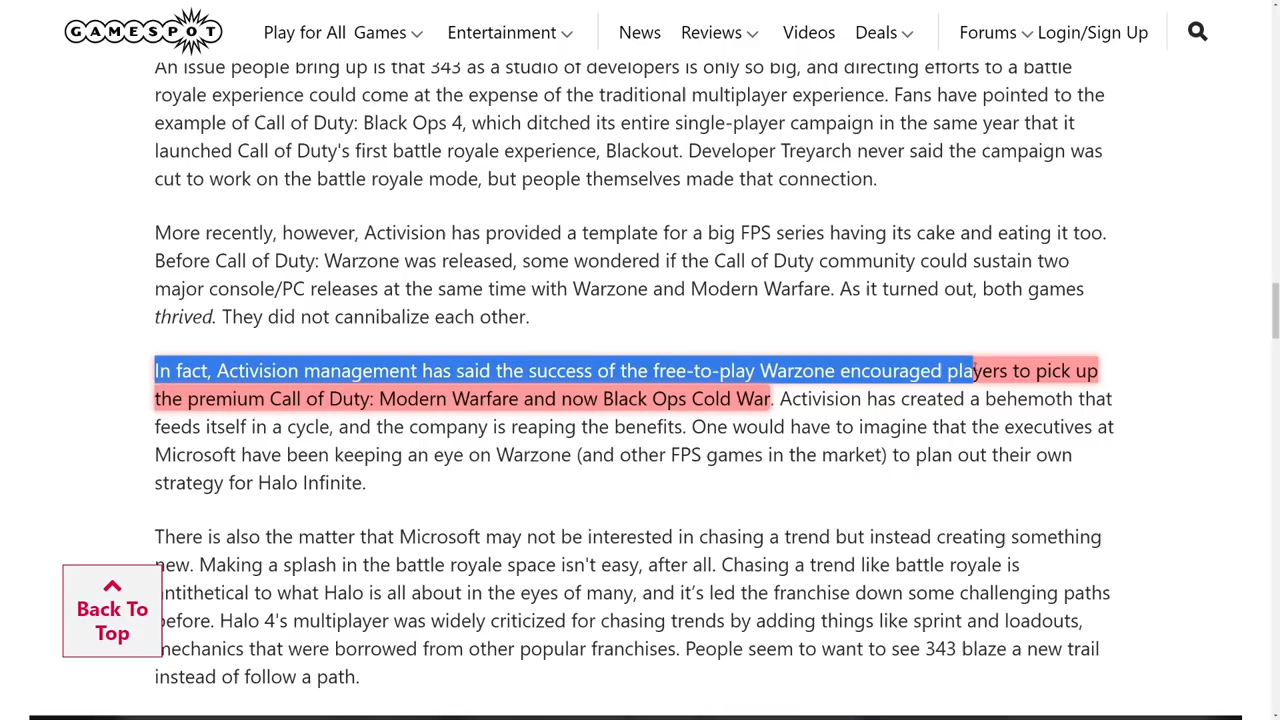 GAMESPOT
Play for All Games Entertainment News Reviews Videos Deals Forums Login/Sign Up
An issue people bring up is that 343 as a studio of developers is only so big, and directing efforts to a battle
royale experience could come at the expense of the traditional multiplayer experience. Fans have pointed to the
example of Call of Duty: Black Ops 4, which ditched its entire single-player campaign in the same year that it
launched Call of Duty's first battle royale experience, Blackout. Developer Treyarch never said the campaign was
cut to work on the battle royale mode, but people themselves made that connection.
More recently, however, Activision has provided a template for a big FPS series having its cake and eating it too.
Before Call of Duty: Warzone was released, some wondered if the Call of Duty community could sustain two
major console/PC releases at the same time with Warzone and Modern Warfare. As it turned out, both games
thrived. They did not cannibalize each other.
In fact, Activision management has said the success of the free-to-play Warzone encouraged players to pick up
the premium Call of Duty: Modern Warfare and now Black Ops Cold War. Activision has created a behemoth that
feeds itself in a cycle, and the company is reaping the benefits. One would have to imagine that the executives at
Microsoft have been keeping an eye on Warzone (and other FPS games in the market) to plan out their own
strategy for Halo Infinite.
There is also the matter that Microsoft may not be interested in chasing a trend but instead creating something
new. Making a splash in the battle royale space isn't easy, after all. Chasing a trend like battle royale is
antithetical to what Halo is all about in the eyes of many, and it's led the franchise down some challenging paths
before. Halo 4's multiplayer was widely criticized for chasing trends by adding things like sprint and loadouts,
mechanics that were borrowed from other popular franchises. People seem to want to see 343 blaze a new trail
instead of follow a path.
Back To
Top